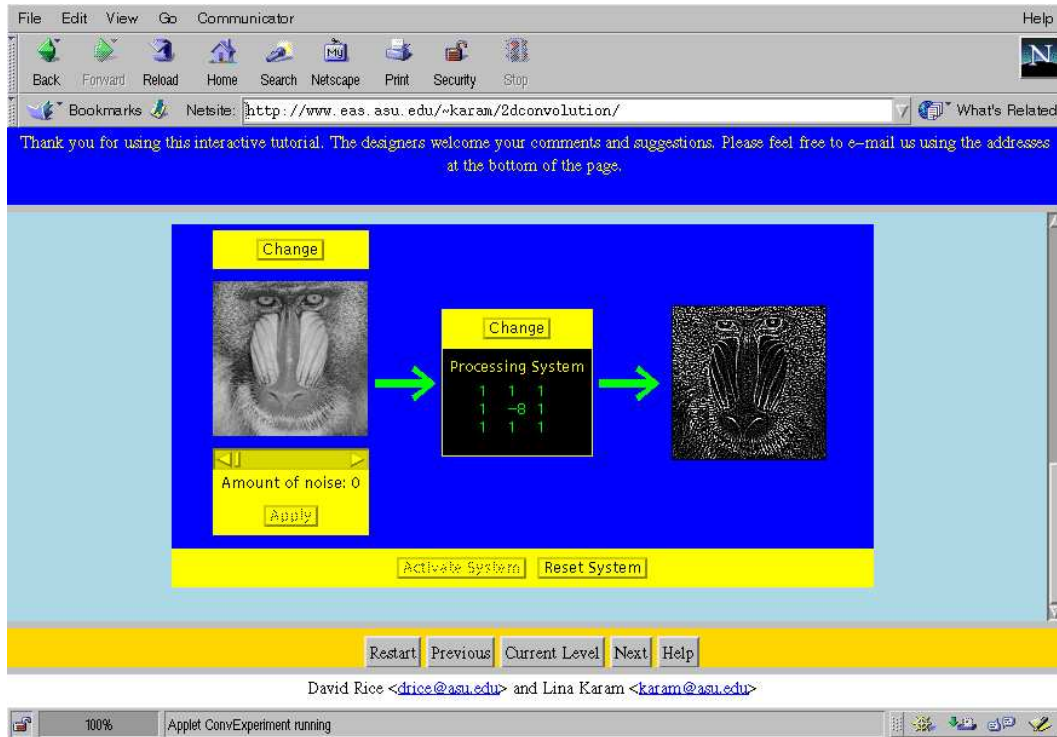 File Edit View Go Communicator Help
Back Forward Reload Home Search Netscape Print Security Stop
My
N
Bookmarks Netsite: http://www.eas.asu.edu/~karam/2dconvolution/ What's Related
Thank you for using this interactive tutorial. The designers welcome your comments and suggestions. Please feel free to e-mail us using the addresses
at the bottom of the page.
Change
Change
Processing System
1 1 1
1 -8 1
1 1 1
Amount of noise: 0
Apply
Activate System Reset System
Restart Previous Current Level Next Help
David Rice <drice@asu.edu> and Lina Karam <karam@asu.edu>
100% Applet ConvExperiment running